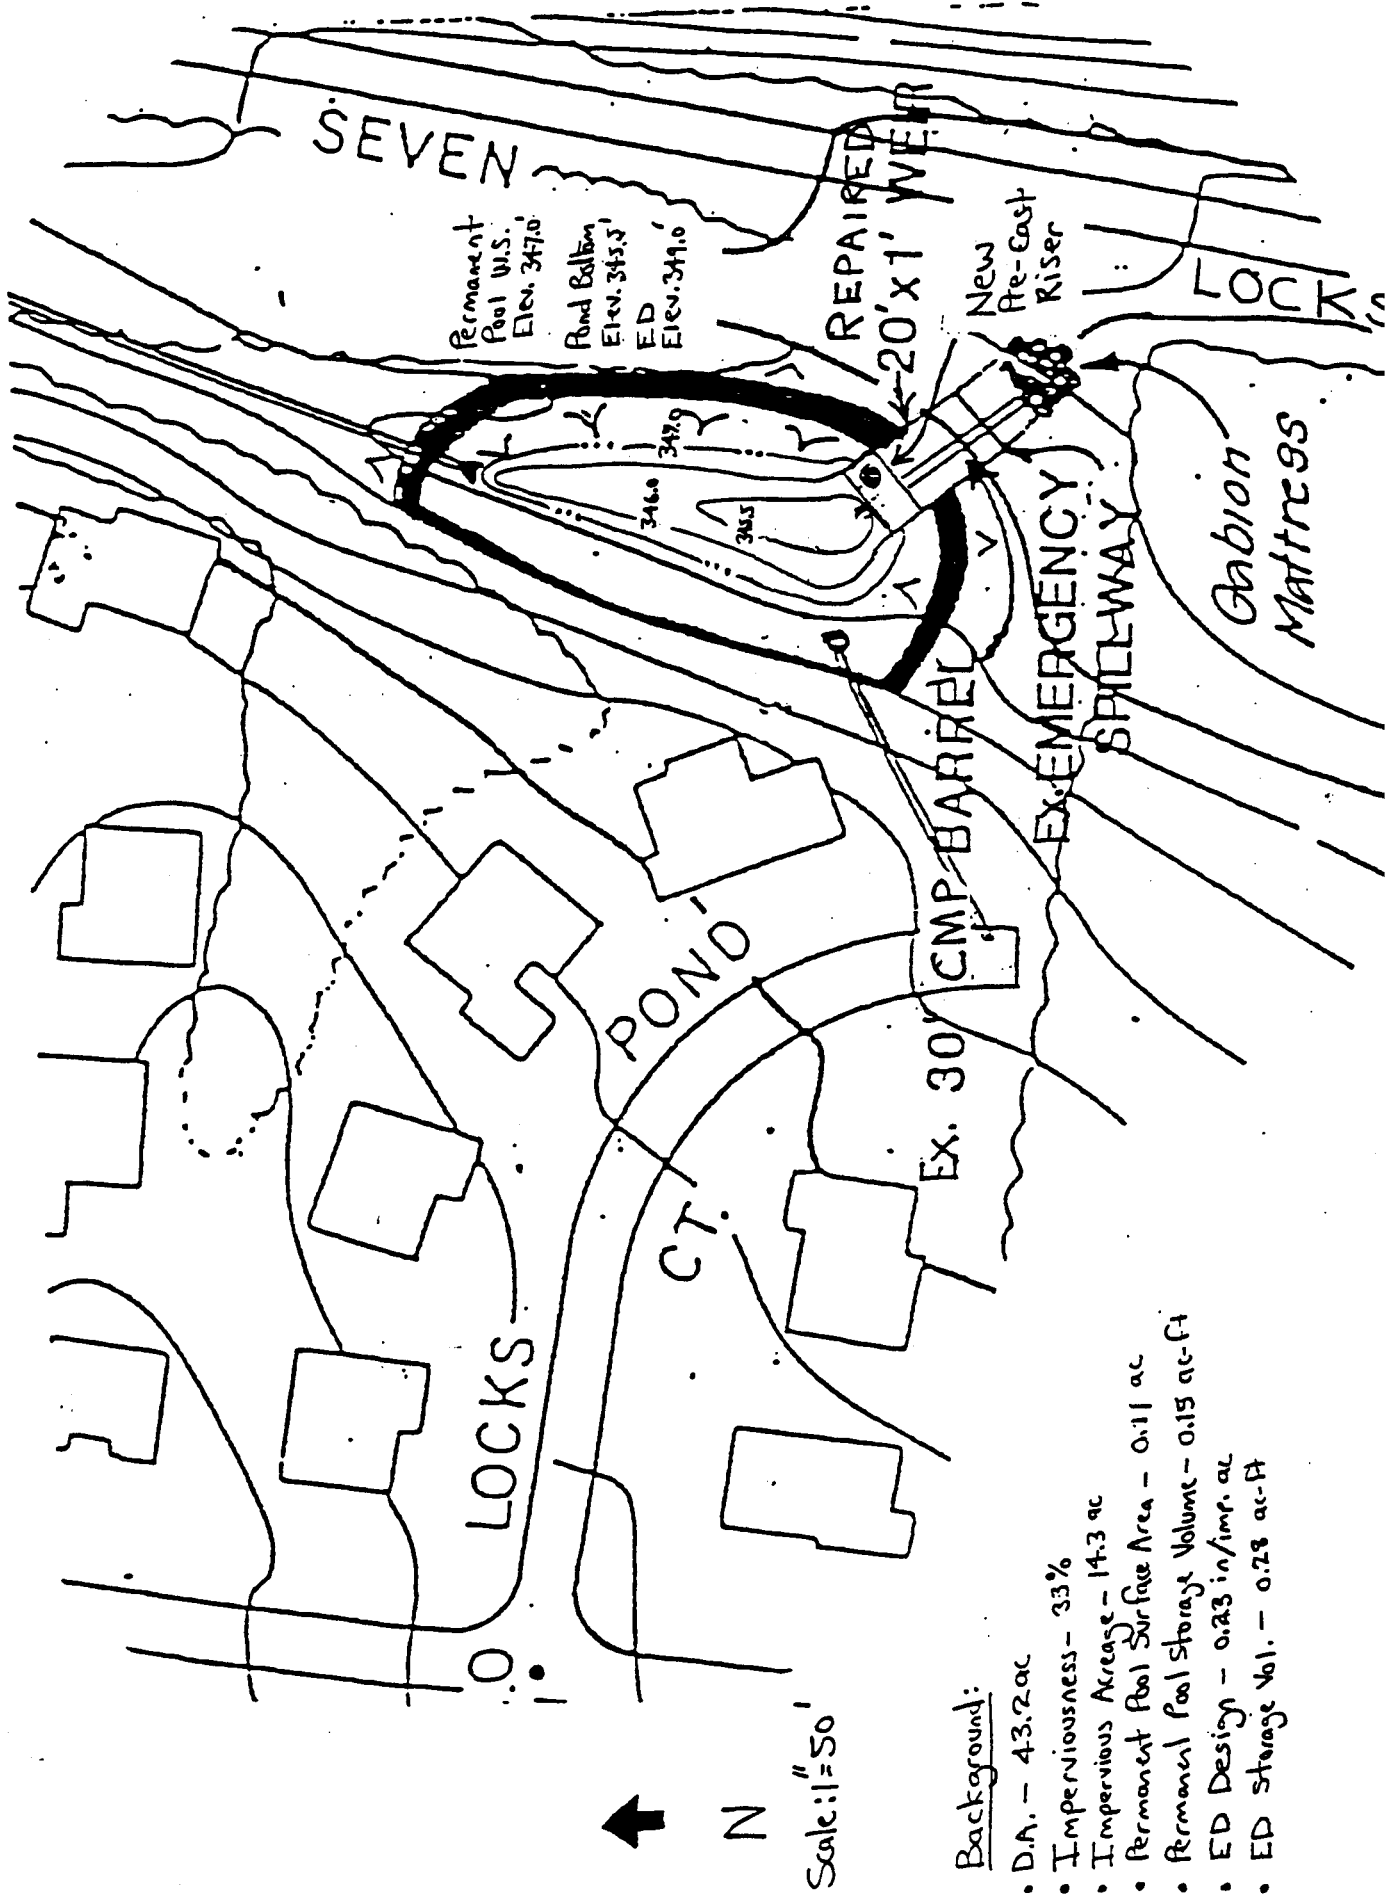 SEVEN
LOCKS
Permanent
Pool W.S.
Elev. 347.0'
Pond Bottom
Elev. 345.5'
ED
Elev. 349.0'
REPAIRED
20'x1' WEIR
New
Pre-Cast
Riser
347.0
346.0
345.5
Gabion
Mattress
EX. EMERGENCY
SPILLWAY
EX. 30' CMP BARREL
LOCKS
POND
CT.
N
Scale: 1"=50'
Background:
• D.A. - 43.2 ac
• Imperviousness - 33%
• Impervious Acreage - 14.3 ac
• Permanent Pool Surface Area - 0.11 ac
• Permanent Pool Storage Volume - 0.15 ac-ft
• ED Design - 0.23 in/imp. ac
• ED Storage Vol. - 0.28 ac-ft